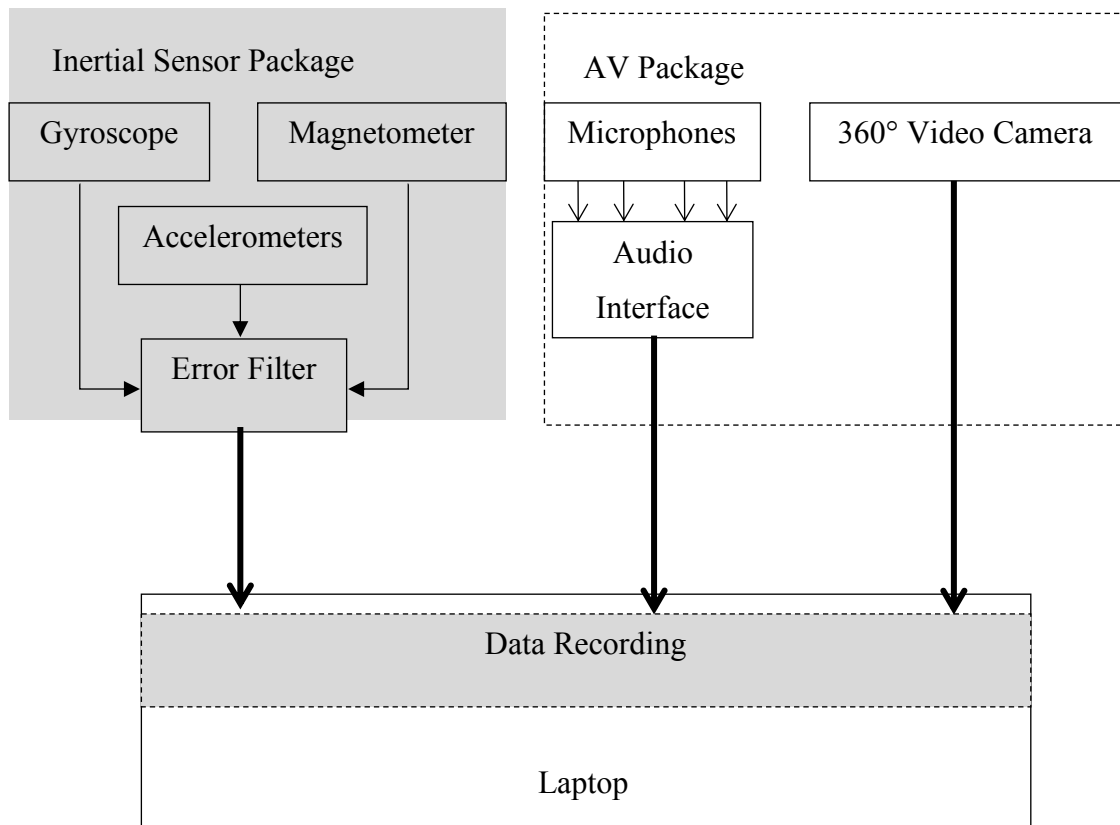 Inertial Sensor Package
Gyroscope
Magnetometer
Accelerometers
Error Filter
AV Package
Microphones
360° Video Camera
Audio
Interface
Data Recording
Laptop